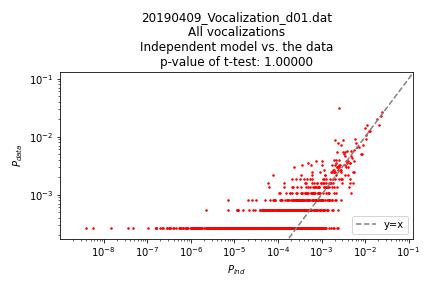 20190409_Vocalization_d01.dat
All vocalizations
Independent model vs. the data
p-value of t-test: 1.00000
10⁻¹
10⁻²
10⁻³
P_data
y=x
10⁻⁸ 10⁻⁷ 10⁻⁶ 10⁻⁵ 10⁻⁴ 10⁻³ 10⁻² 10⁻¹
P_ind